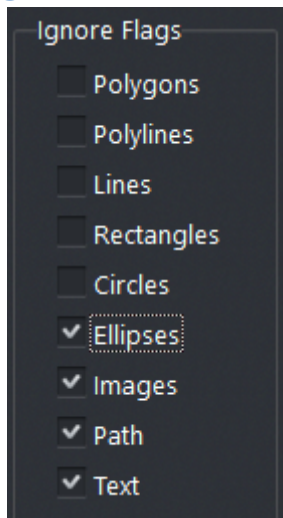 Ignore Flags
Polygons
Polylines
Lines
Rectangles
Circles
Ellipses
Images
Path
Text